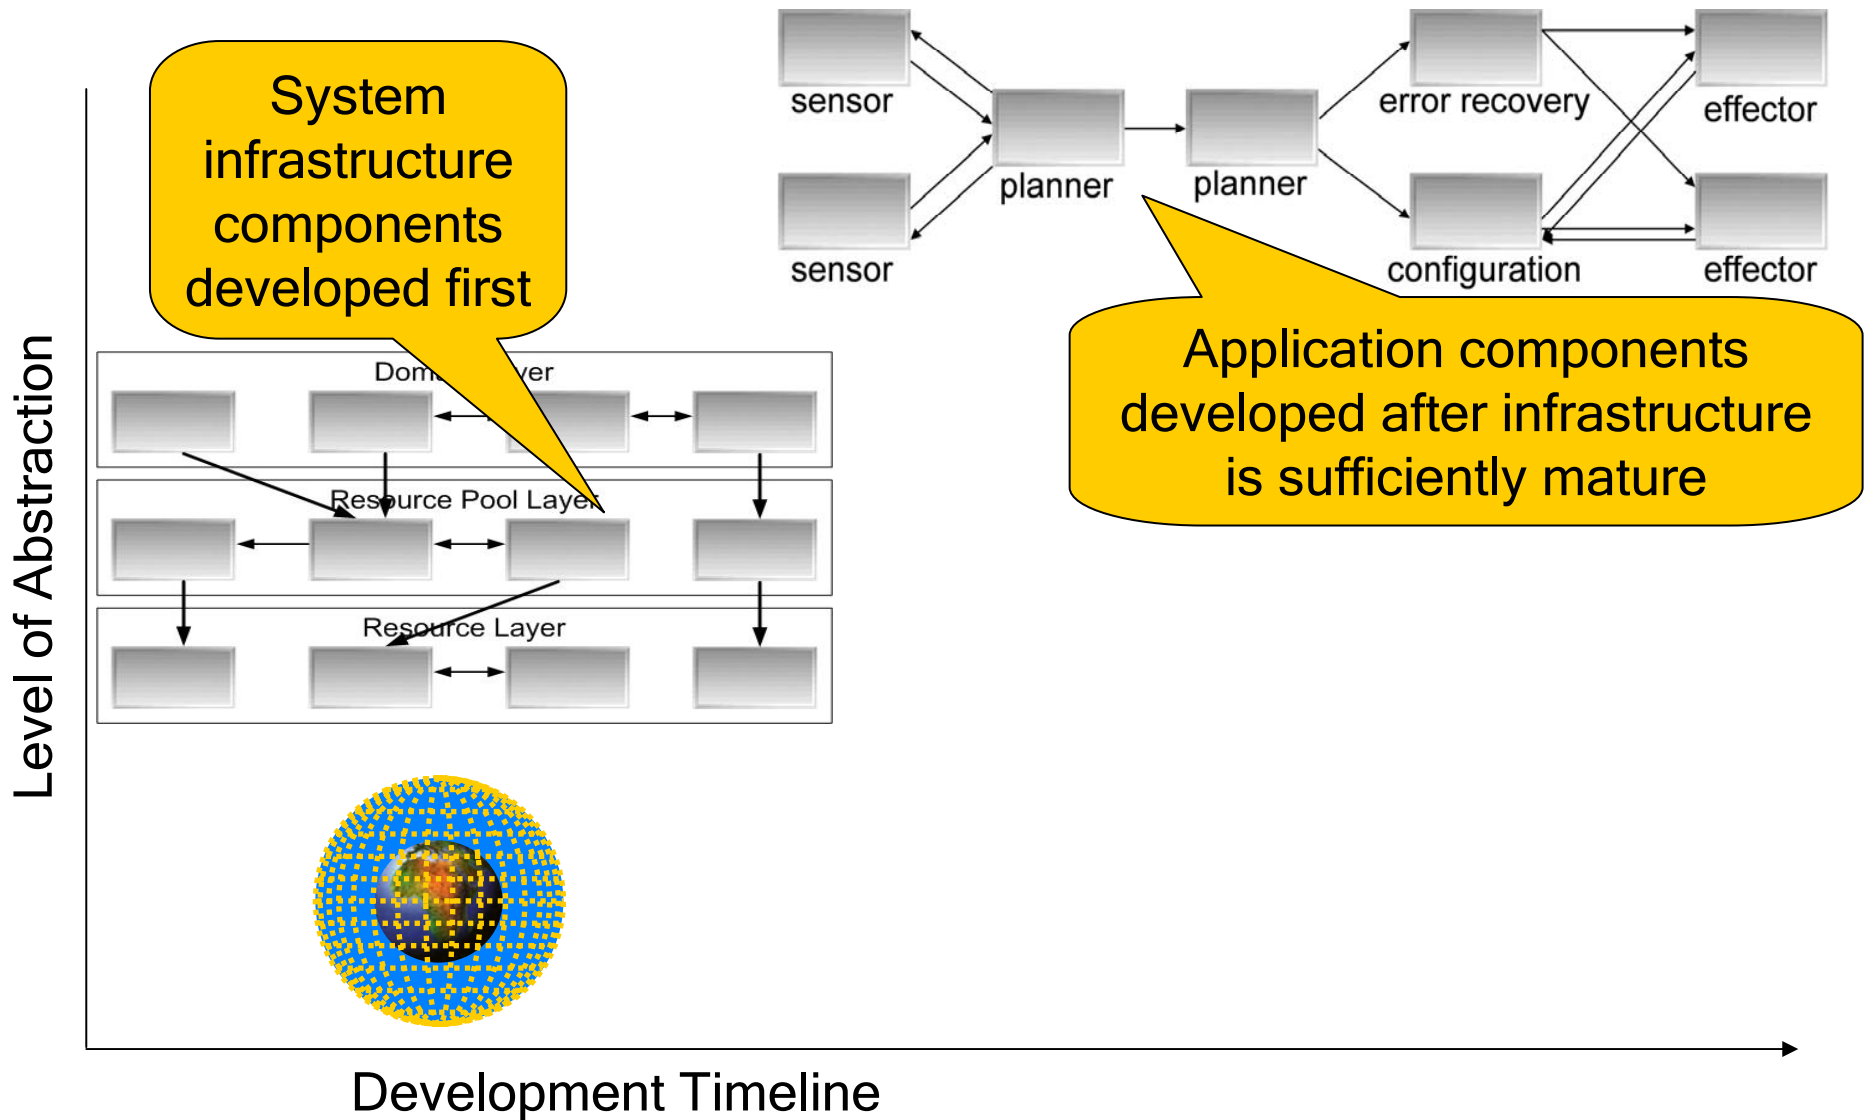 System
infrastructure
components
developed first
sensor
sensor
planner
planner
error recovery
configuration
effector
effector
Application components
developed after infrastructure
is sufficiently mature
Resource Pool Layer
Resource Layer
Level of Abstraction
Development Timeline